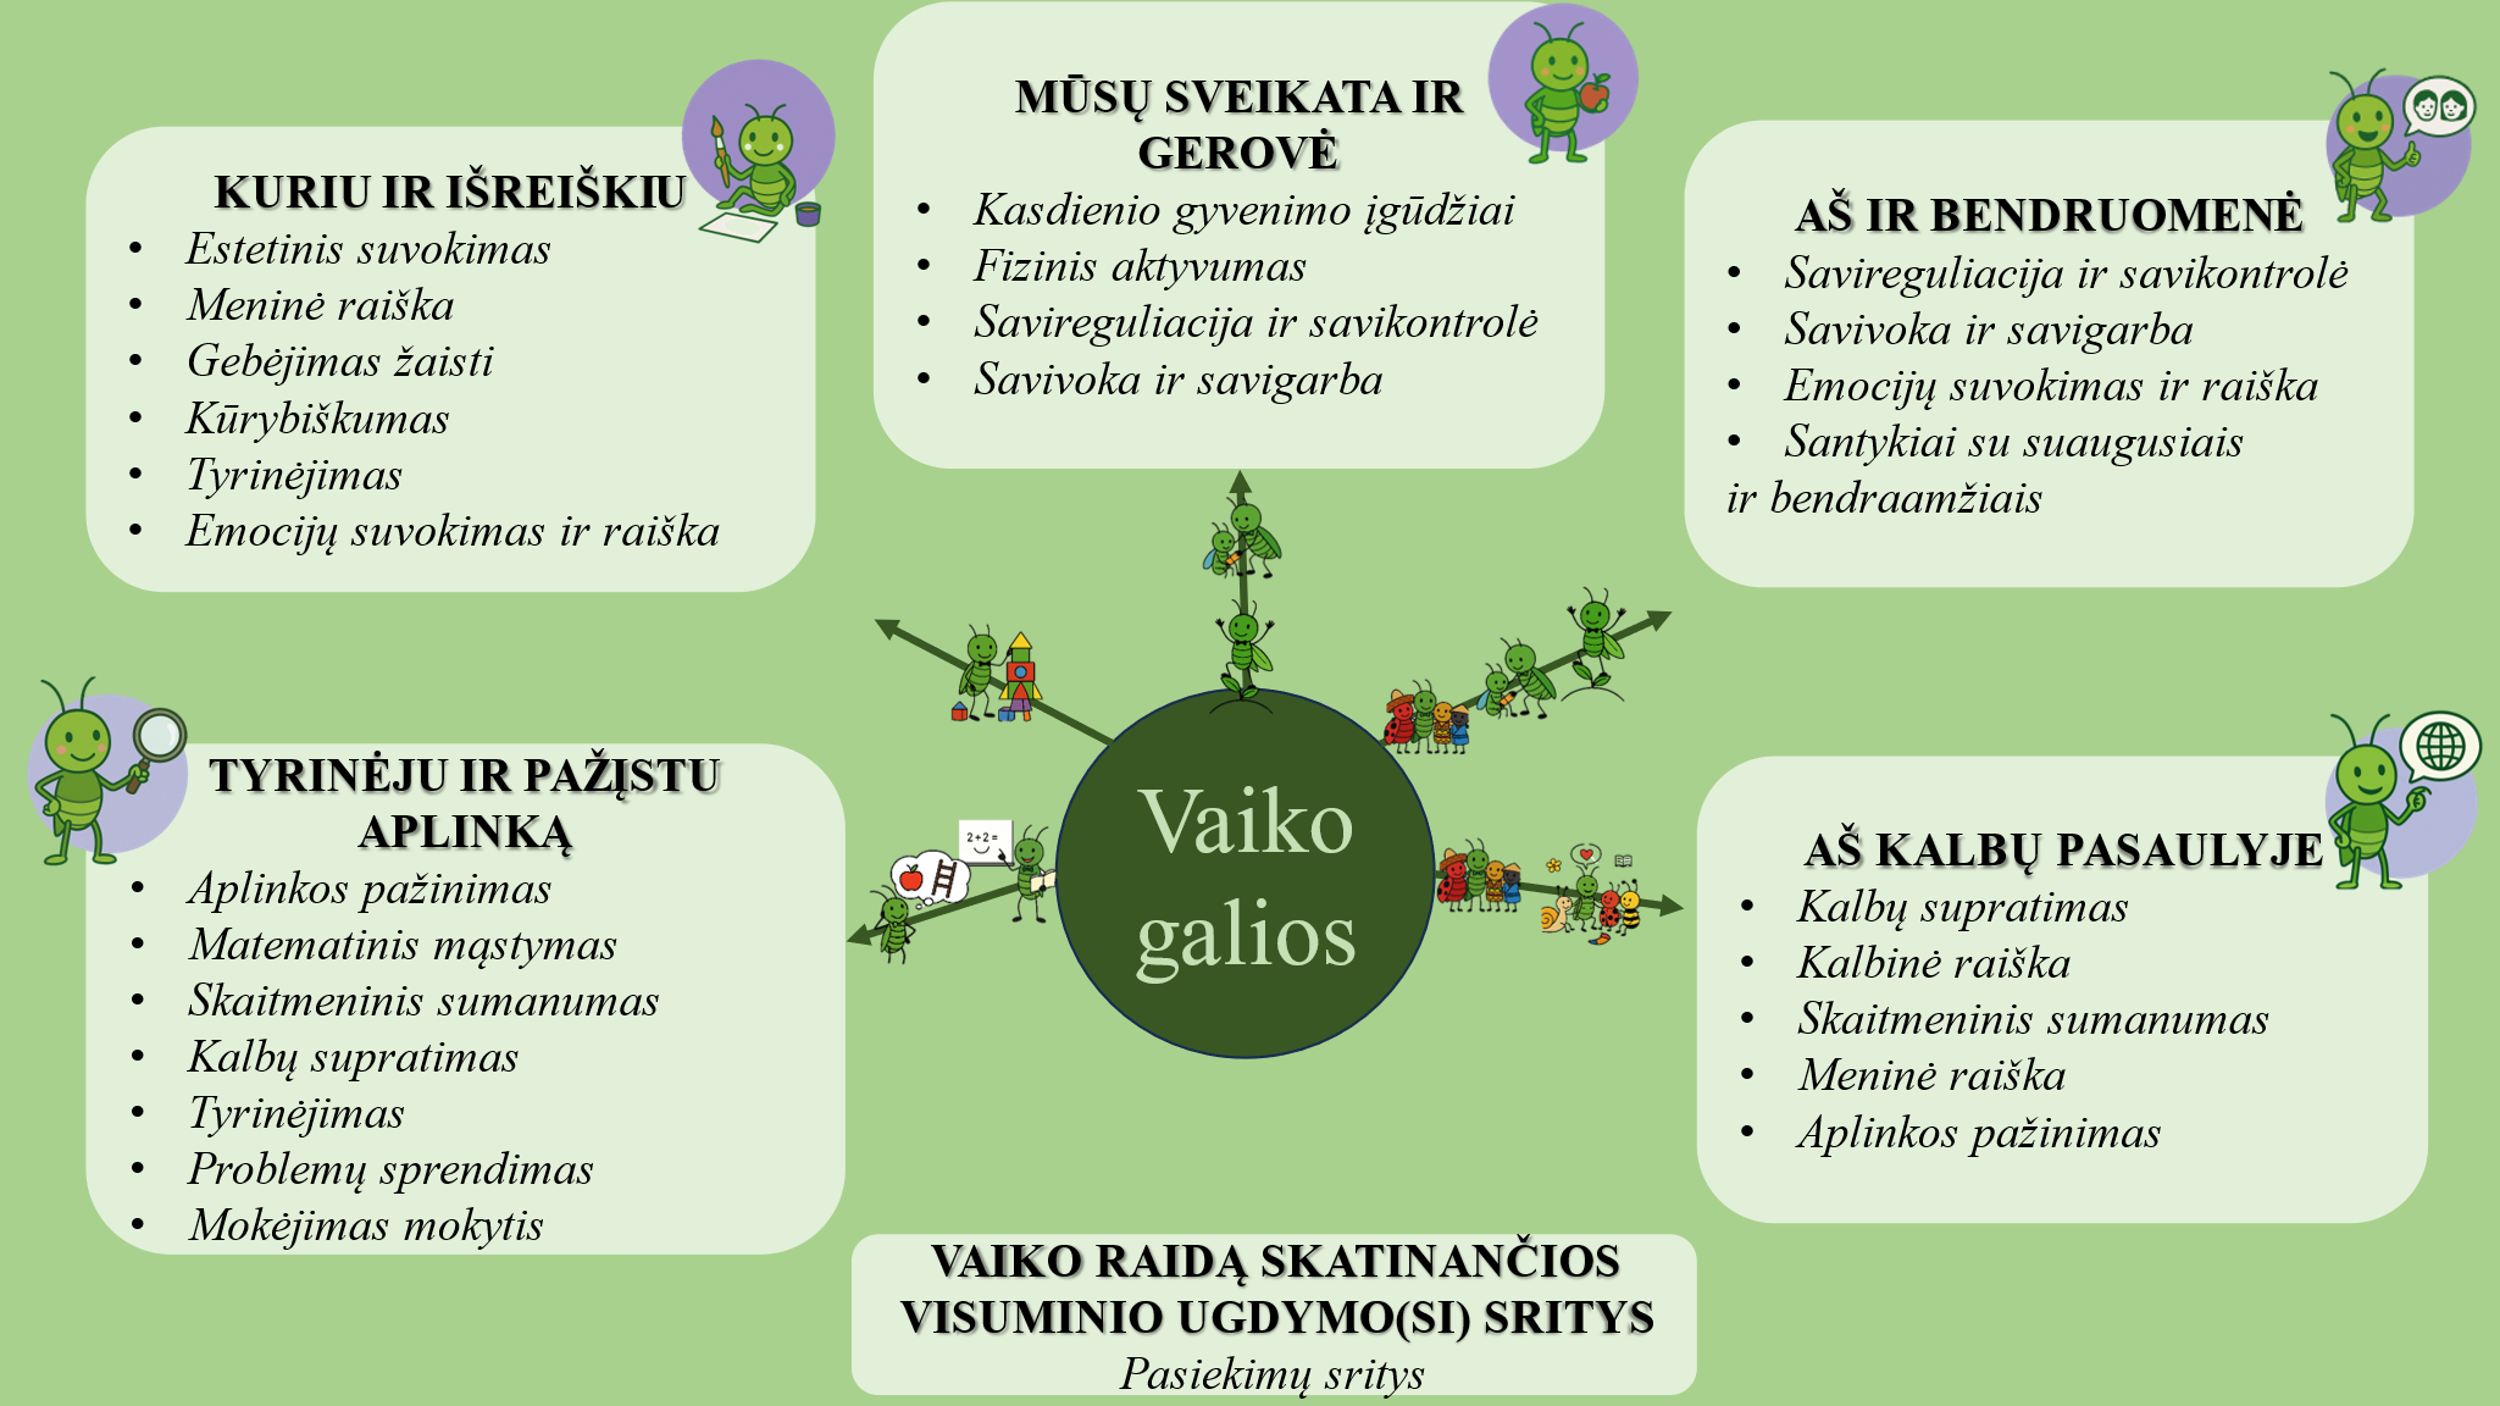 KURIU IR IŠREIŠKIU
• Estetinis suvokimas
• Meninė raiška
• Gebėjimas žaisti
• Kūrybiškumas
• Tyrinėjimas
• Emocijų suvokimas ir raiška
MŪSŲ SVEIKATA IR
GEROVĖ
• Kasdienio gyvenimo įgūdžiai
• Fizinis aktyvumas
• Savireguliacija ir savikontrolė
• Savivoka ir savigarba
AŠ IR BENDRUOMENĖ
• Savireguliacija ir savikontrolė
• Savivoka ir savigarba
• Emocijų suvokimas ir raiška
• Santykiai su suaugusiais
ir bendraamžiais
TYRINĖJU IR PAŽĮSTU
APLINKĄ
• Aplinkos pažinimas
• Matematinis mąstymas
• Skaitmeninis sumanumas
• Kalbų supratimas
• Tyrinėjimas
• Problemų sprendimas
• Mokėjimas mokytis
2+2=
Vaiko
galios
AŠ KALBŲ PASAULYJE
• Kalbų supratimas
• Kalbinė raiška
• Skaitmeninis sumanumas
• Meninė raiška
• Aplinkos pažinimas
VAIKO RAIDĄ SKATINANČIOS
VISUMINIO UGDYMO(SI) SRITYS
Pasiekimų sritys